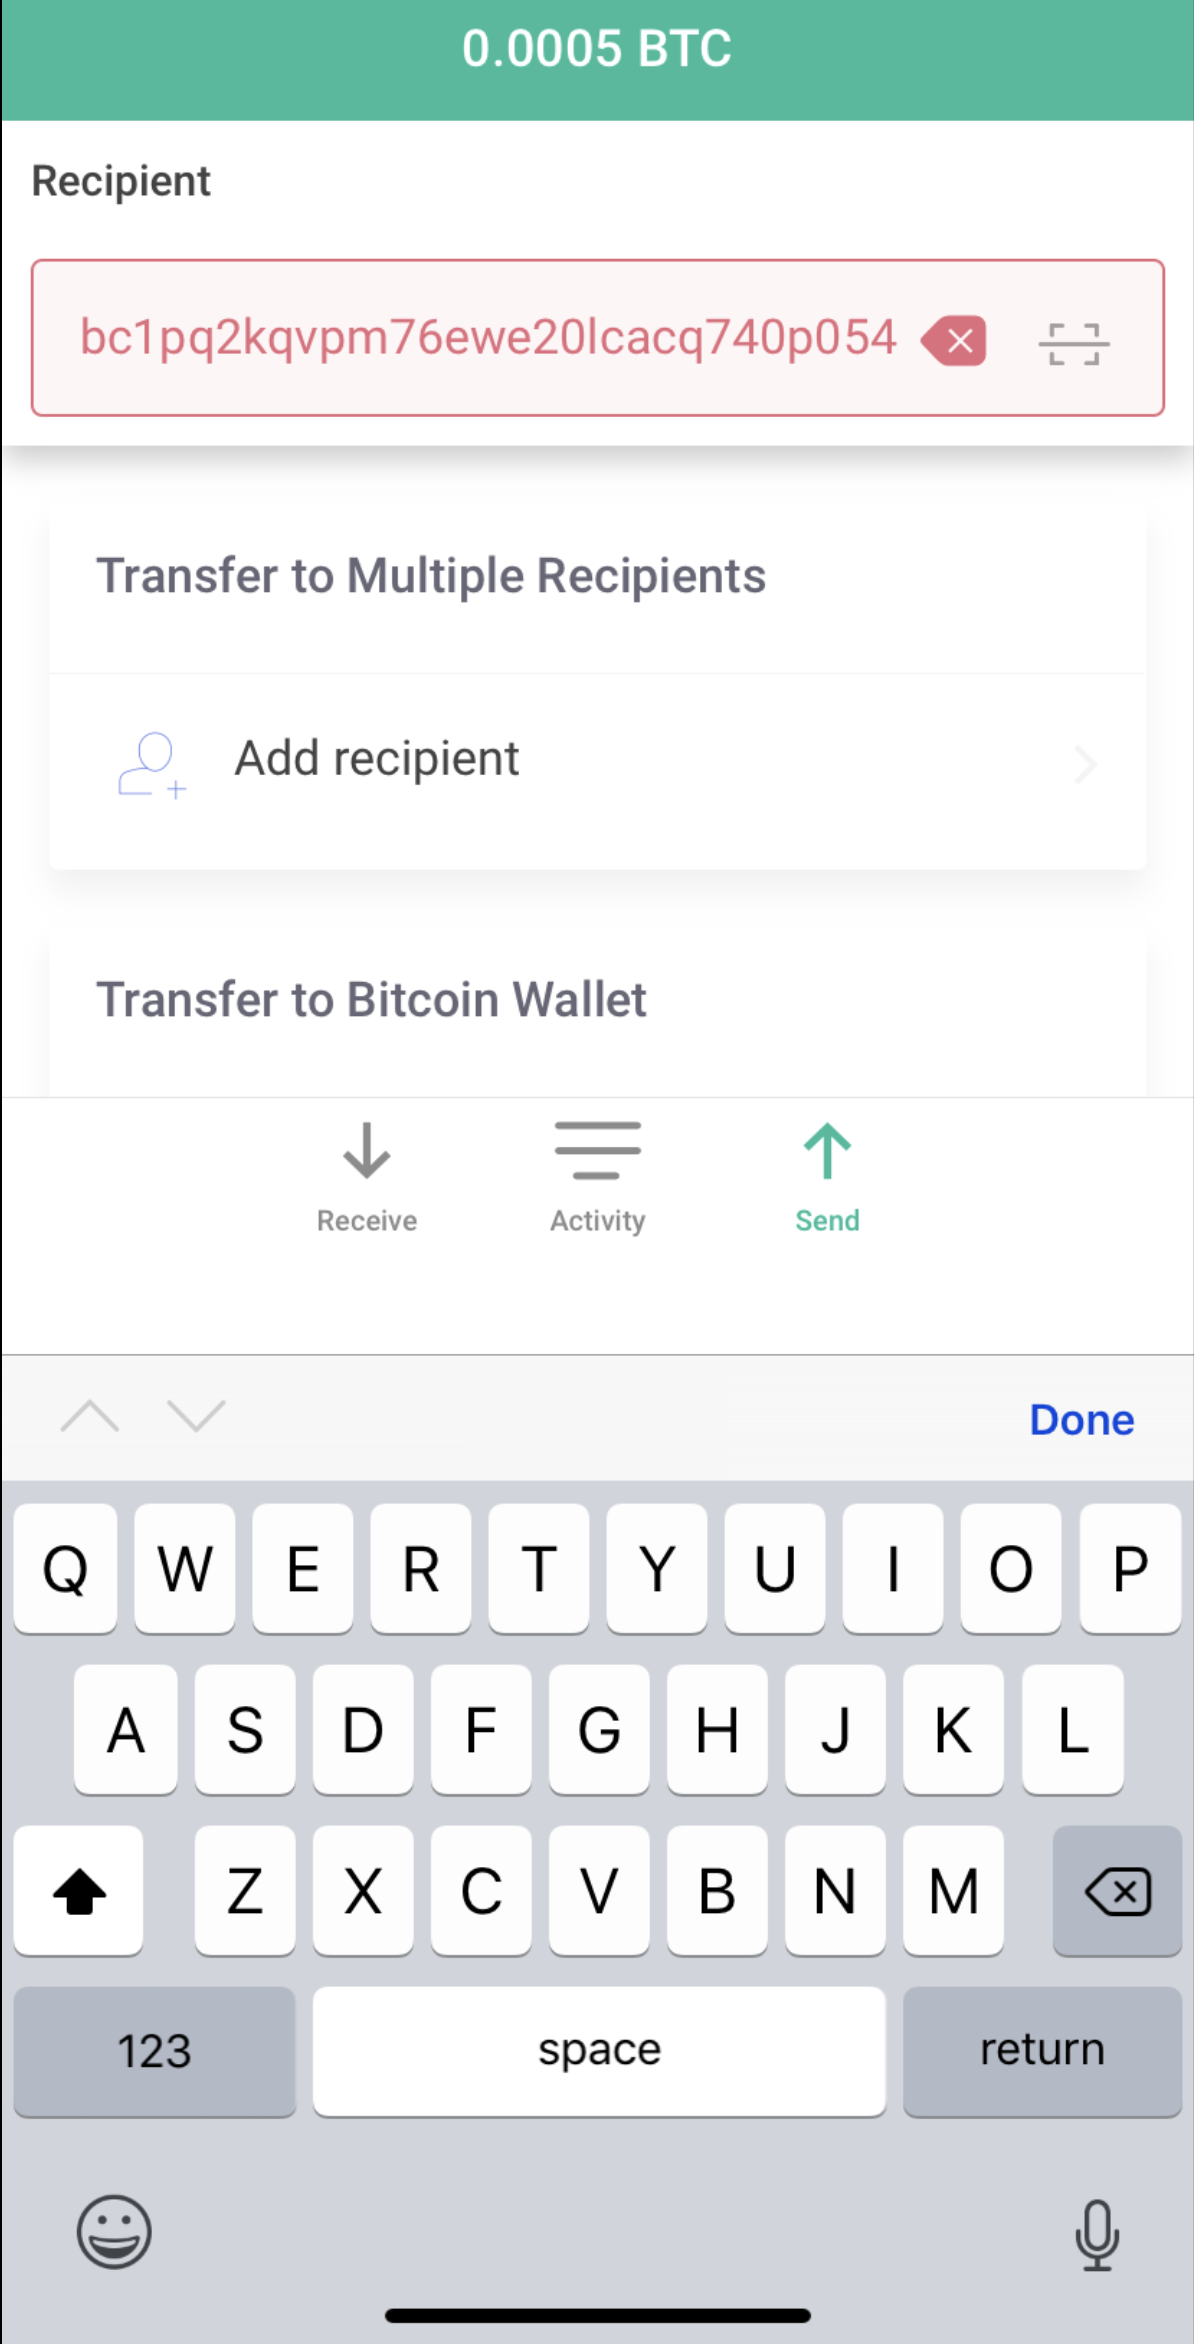 0.0005 BTC
Recipient
bc1pq2kqvpm76ewe20lcacq740p054
Transfer to Multiple Recipients
Add recipient
Transfer to Bitcoin Wallet
Receive Activity Send
Done
Q W E R T Y U I O P
A S D F G H J K L
Z X C V B N M
123 space return